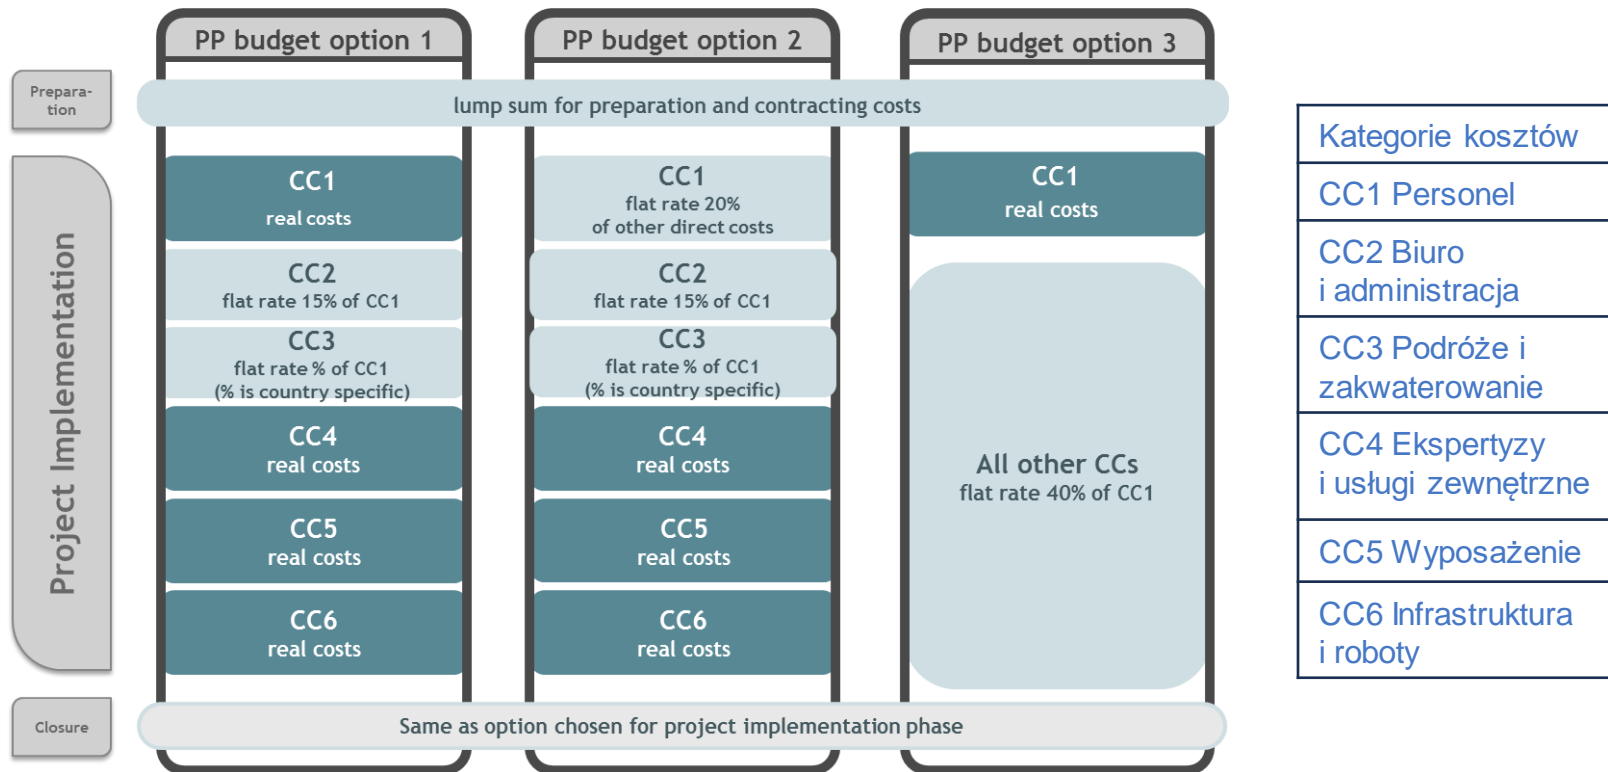 PP budget option 1
PP budget option 2
PP budget option 3
Prepara-
tion
lump sum for preparation and contracting costs
Project Implementation
CC1
real costs
CC2
flat rate 15% of CC1
CC3
flat rate % of CC1
(% is country specific)
CC4
real costs
CC5
real costs
CC6
real costs
CC1
flat rate 20%
of other direct costs
CC2
flat rate 15% of CC1
CC3
flat rate % of CC1
(% is country specific)
CC4
real costs
CC5
real costs
CC6
real costs
CC1
real costs
All other CCs
flat rate 40% of CC1
Closure
Same as option chosen for project implementation phase
Kategorie kosztów
CC1 Personel
CC2 Biuro
i administracja
CC3 Podróże i
zakwaterowanie
CC4 Ekspertyzy
i usługi zewnętrzne
CC5 Wyposażenie
CC6 Infrastruktura
i roboty